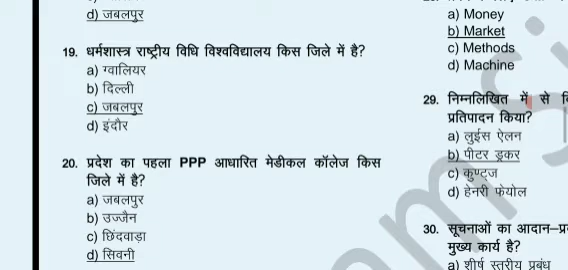 d) जबलपुर
19. धर्मशास्त्र राष्ट्रीय विधि विश्वविद्यालय किस जिले में है?
a) ग्वालियर
b) दिल्ली
c) जबलपुर
d) इंदौर
20. प्रदेश का पहला PPP आधारित मेडीकल कॉलेज किस
जिले में है?
a) जबलपुर
b) उज्जैन
c) छिंदवाड़ा
d) सिवनी
a) Money
b) Market
c) Methods
d) Machine
29. निम्नलिखित में से
प्रतिपादन किया?
a) लुईस ऐलन
b) पीटर ड्रकर
c) कुण्ट्ज
d) हेनरी फेयोल
30. सूचनाओं का आदान-प्र
मुख्य कार्य है?
a) शीर्ष स्तरीय प्रबंध